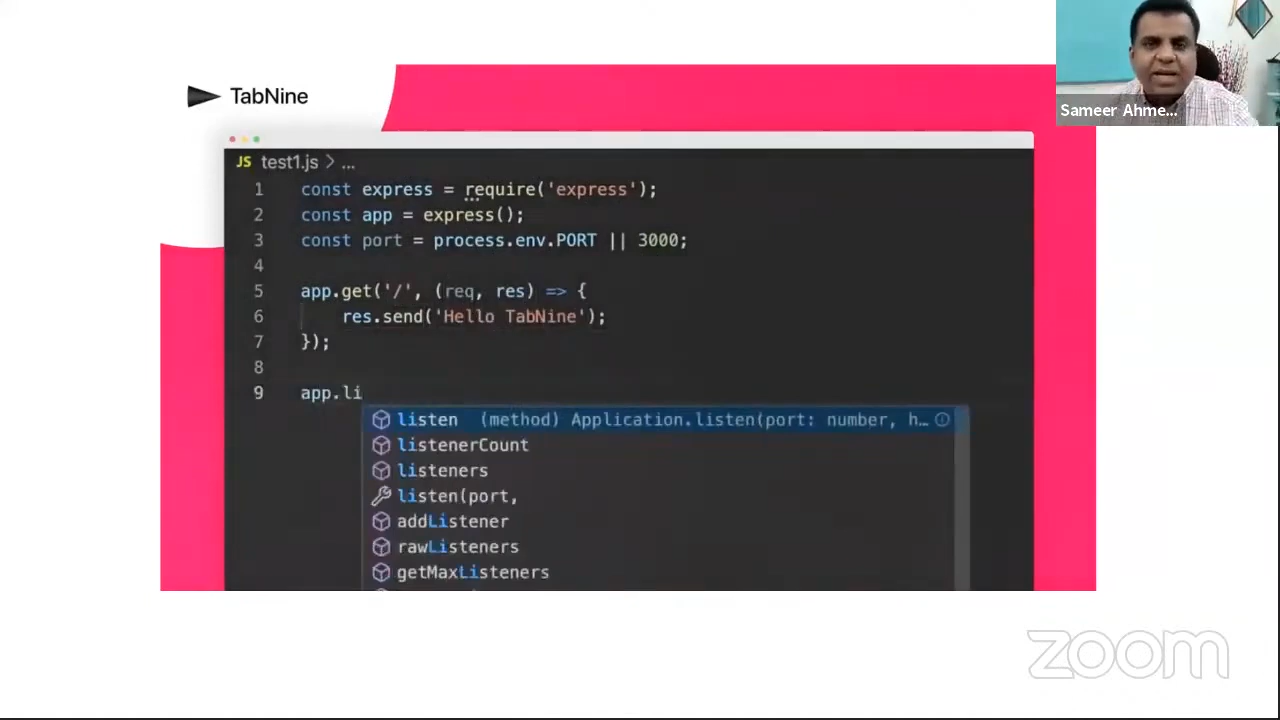 TabNine
Sameer Ahme...
JS test1.js > ...
1 const express = require('express');
2 const app = express();
3 const port = process.env.PORT || 3000;
4
5 app.get('/', (req, res) => {
6 res.send('Hello TabNine');
7 });
8
9 app.li
listen (method) Application.listen(port: number, h…
listenerCount
listeners
listen(port,
addListener
rawListeners
getMaxListeners
zoom